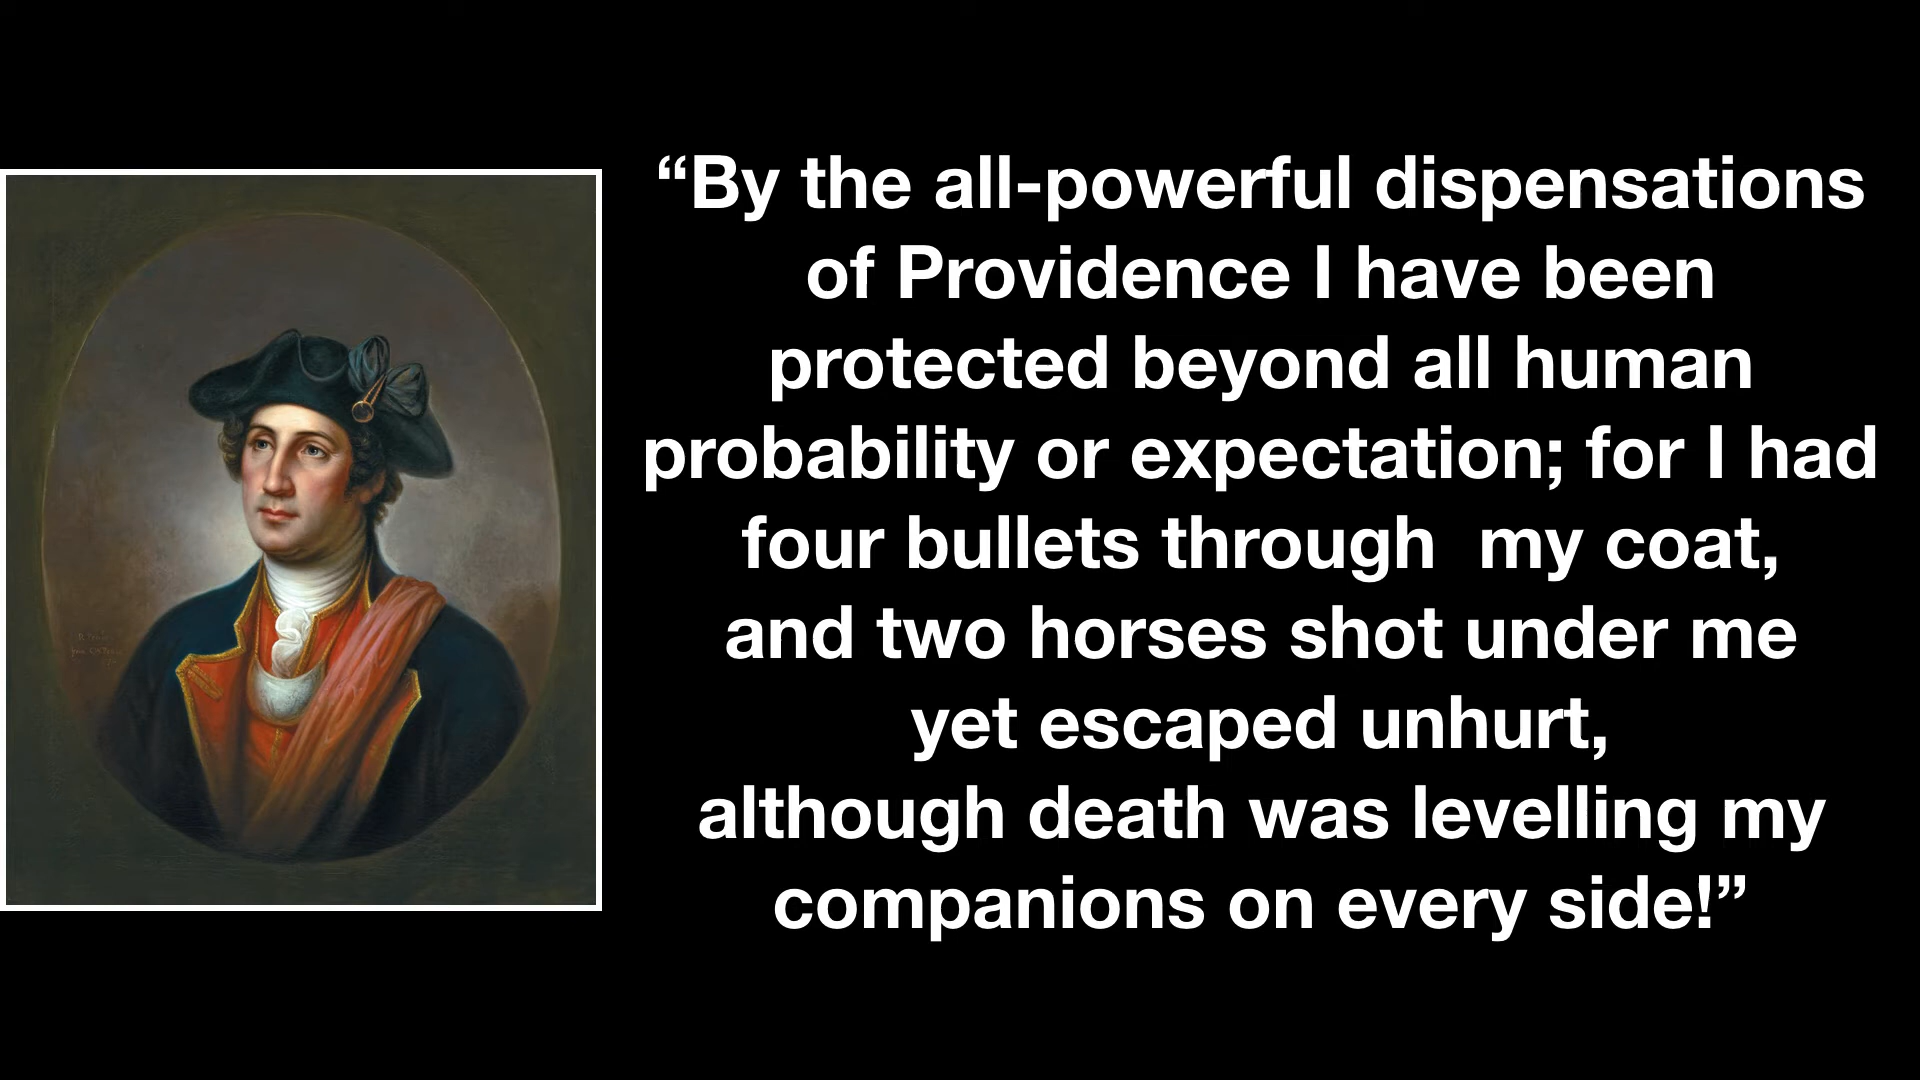 “By the all-powerful dispensations
of Providence I have been
protected beyond all human
probability or expectation; for I had
four bullets through  my coat,
and two horses shot under me
yet escaped unhurt,
although death was levelling my
companions on every side!”